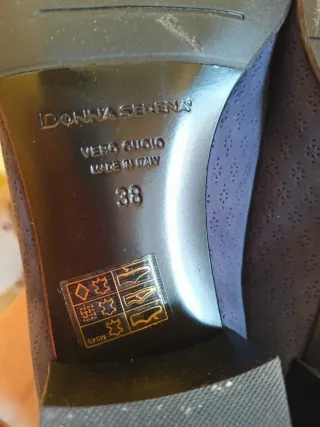 DONNA SERENA
VERO CUOIO
MADE IN ITALY
38